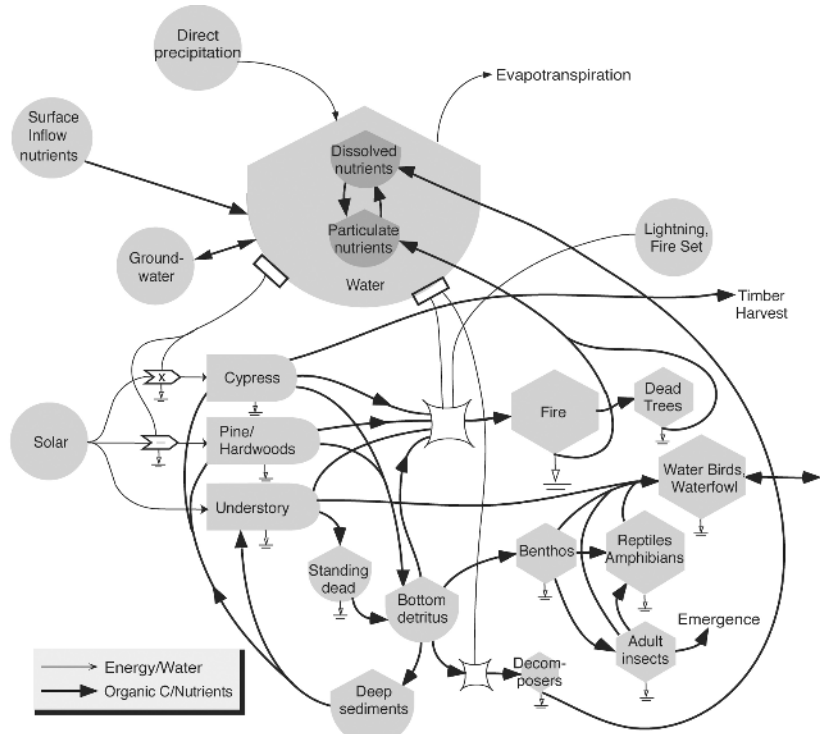 Direct
precipitation
Evapotranspiration
Surface
Inflow
nutrients
Dissolved
nutrients
Particulate
nutrients
Lightning,
Fire Set
Ground-
water
Water
Timber
Harvest
X
Cypress
Fire
Dead
Trees
Solar
Pine/
Hardwoods
Water Birds,
Waterfowl
Understory
Benthos
Reptiles
Amphibians
Standing
dead
Bottom
detritus
Emergence
Adult
insects
Decom-
posers
Deep
sediments
Energy/Water
Organic C/Nutrients